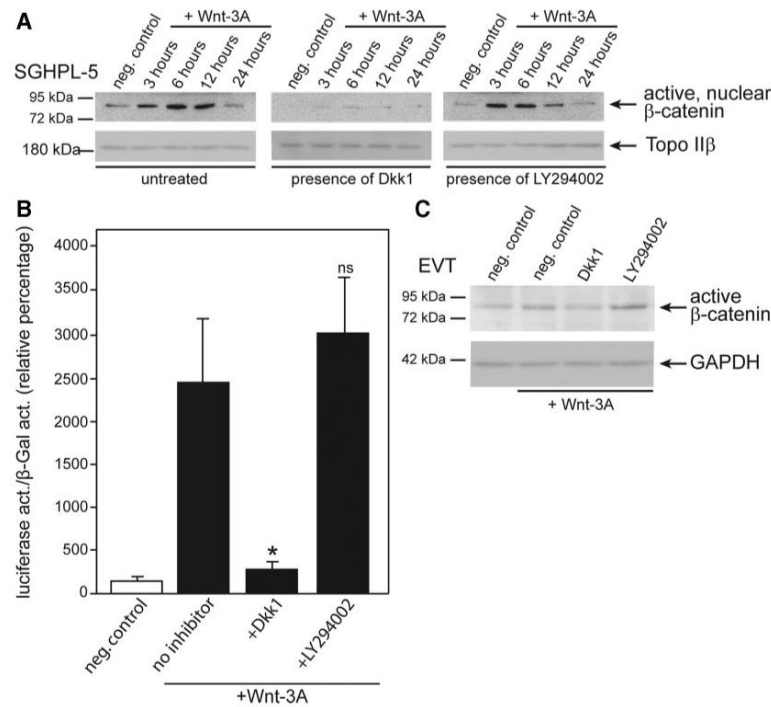 A
+ Wnt-3A
+ Wnt-3A
+ Wnt-3A
SGHPL-5
neg. control
3 hours
6 hours
12 hours
24 hours
neg. control
3 hours
6 hours
12 hours
24 hours
neg. control
3 hours
6 hours
12 hours
24 hours
95 kDa
72 kDa
active, nuclear
β-catenin
180 kDa
Topo IIβ
untreated
presence of Dkk1
presence of LY294002
B
luciferase act./β-Gal act. (relative percentage)
4000
3500
3000
2500
2000
1500
1000
500
0
ns
*
neg. control
no inhibitor
+Dkk1
+LY294002
+Wnt-3A
C
EVT
neg. control
neg. control
Dkk1
LY294002
95 kDa
72 kDa
active
β-catenin
42 kDa
GAPDH
+ Wnt-3A